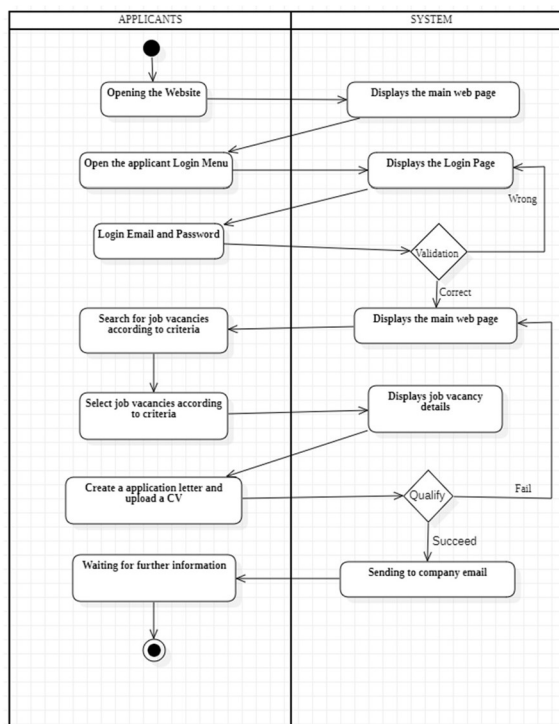 APPLICANTS
SYSTEM
Opening the Website
Displays the main web page
Open the applicant Login Menu
Displays the Login Page
Wrong
Login Email and Password
Validation
Correct
Search for job vacancies
according to criteria
Displays the main web page
Select job vacancies according
to criteria
Displays job vacancy
details
Create a application letter and
upload a CV
Qualify
Fail
Succeed
Waiting for further information
Sending to company email